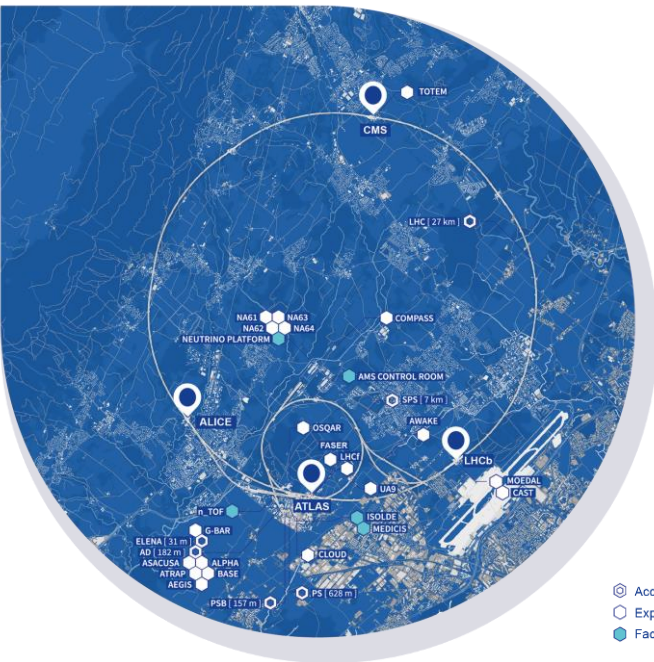 TOTEM
CMS
LHC [ 27 km ]
NA61 NA63
NA62 NA64
NEUTRINO PLATFORM
COMPASS
AMS CONTROL ROOM
SPS [ 7 km ]
ALICE
OSQAR
AWAKE
FASER
LHCf
LHCb
ATLAS
UA9
MOEDAL
CAST
n_TOF
ISOLDE
MEDICIS
G-BAR
ELENA [ 31 m ]
AD [ 182 m ]
ASACUSA ALPHA
ATRAP BASE
AEGIS
CLOUD
PS [ 628 m ]
PSB [ 157 m ]
Acc
Exp
Fac